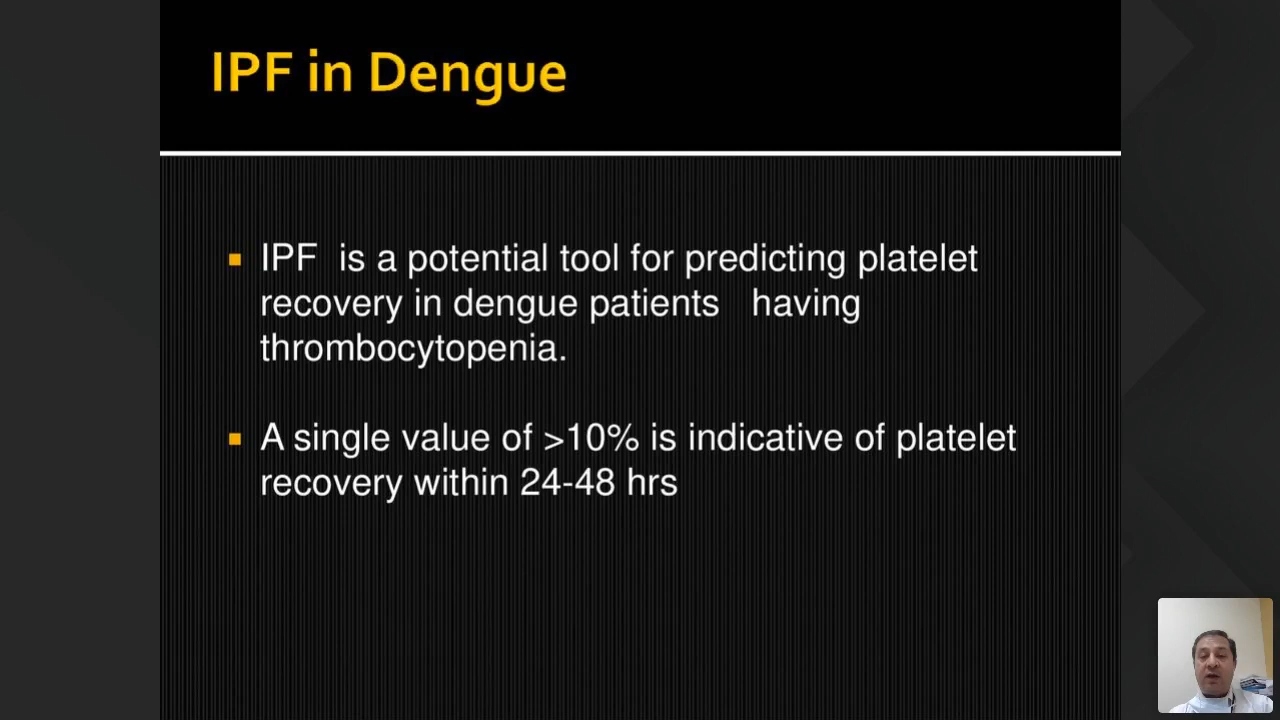 IPF in Dengue
IPF is a potential tool for predicting platelet
recovery in dengue patients having
thrombocytopenia.
A single value of >10% is indicative of platelet
recovery within 24-48 hrs